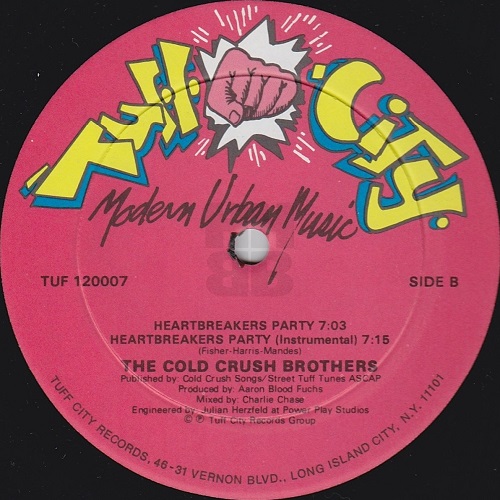 Tuff City
Modern Urban Music
TUF 120007
SIDE B
HEARTBREAKERS PARTY 7:03
HEARTBREAKERS PARTY (Instrumental) 7:15
(Fisher-Harris-Mandes)
THE COLD CRUSH BROTHERS
Published by: Cold Crush Songs/Street Tuff Tunes ASCAP
Produced by: Aaron Blood Fuchs
Mixed by: Charlie Chase
Engineered by: Julian Herzfeld at Power Play Studios
© ℗ Tuff City Records Group
TUFF CITY RECORDS, 46-31 VERNON BLVD., LONG ISLAND CITY, N.Y. 11101